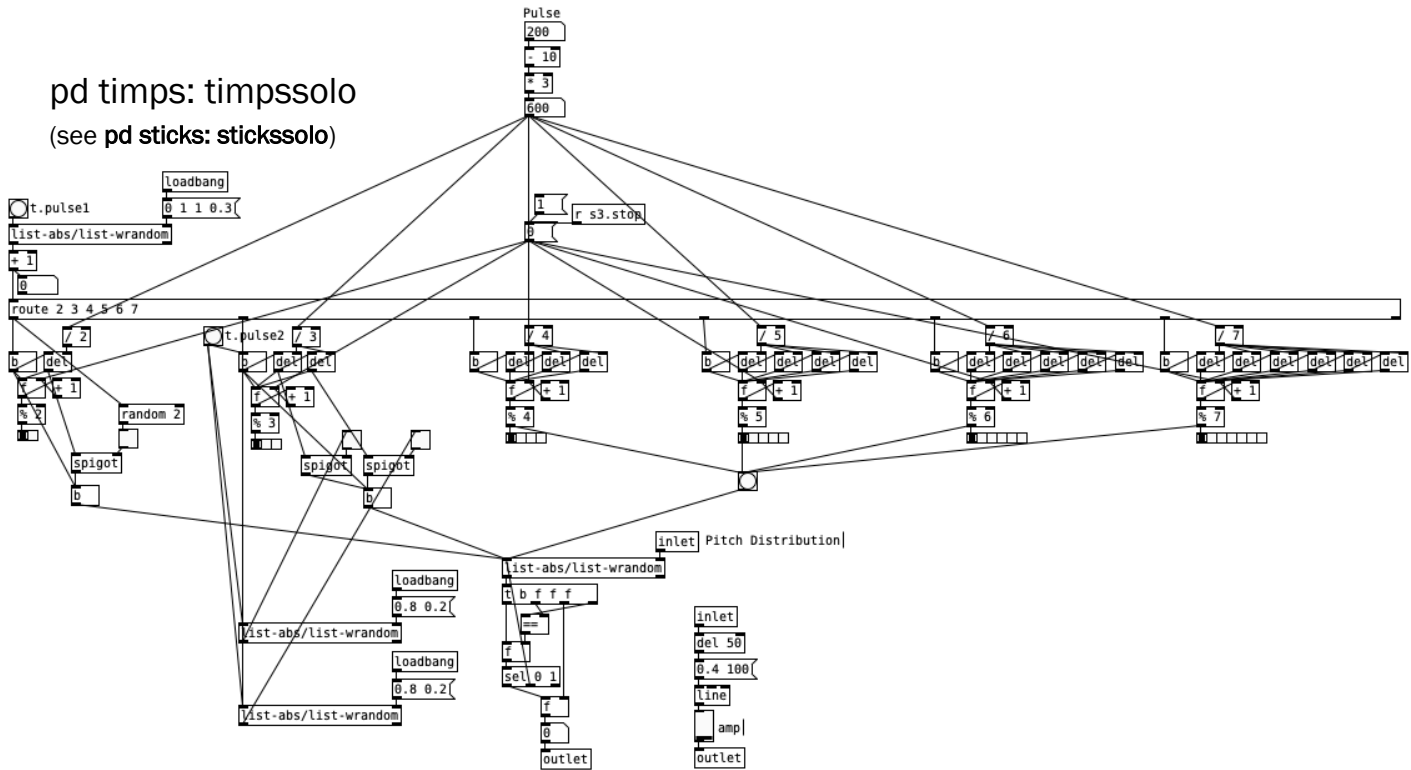 Pulse
200
- 10
* 3
600
pd timps: timpssolo
(see pd sticks: stickssolo)
loadbang
t.pulse1
0 1 1 0.3
list-abs/list-wrandom
+ 1
0
1
r s3.stop
0
route 2 3 4 5 6 7
/ 2
t.pulse2
/ 3
/ 4
/ 5
/ 6
/ 7
b del
b del del
b del del del del
b del del del del del
b del del del del del del
b del del del del del del del
f + 1
f + 1
f + 1
f + 1
f + 1
f + 1
% 2
random 2
% 3
% 4
% 5
% 6
% 7
spigot
spigot
spigot
b
b
inlet
Pitch Distribution
list-abs/list-wrandom
loadbang
t b f f f
0.8 0.2
==
list-abs/list-wrandom
f
sel 0 1
loadbang
0.8 0.2
list-abs/list-wrandom
f
0
outlet
inlet
del 50
0.4 100
line
amp
outlet